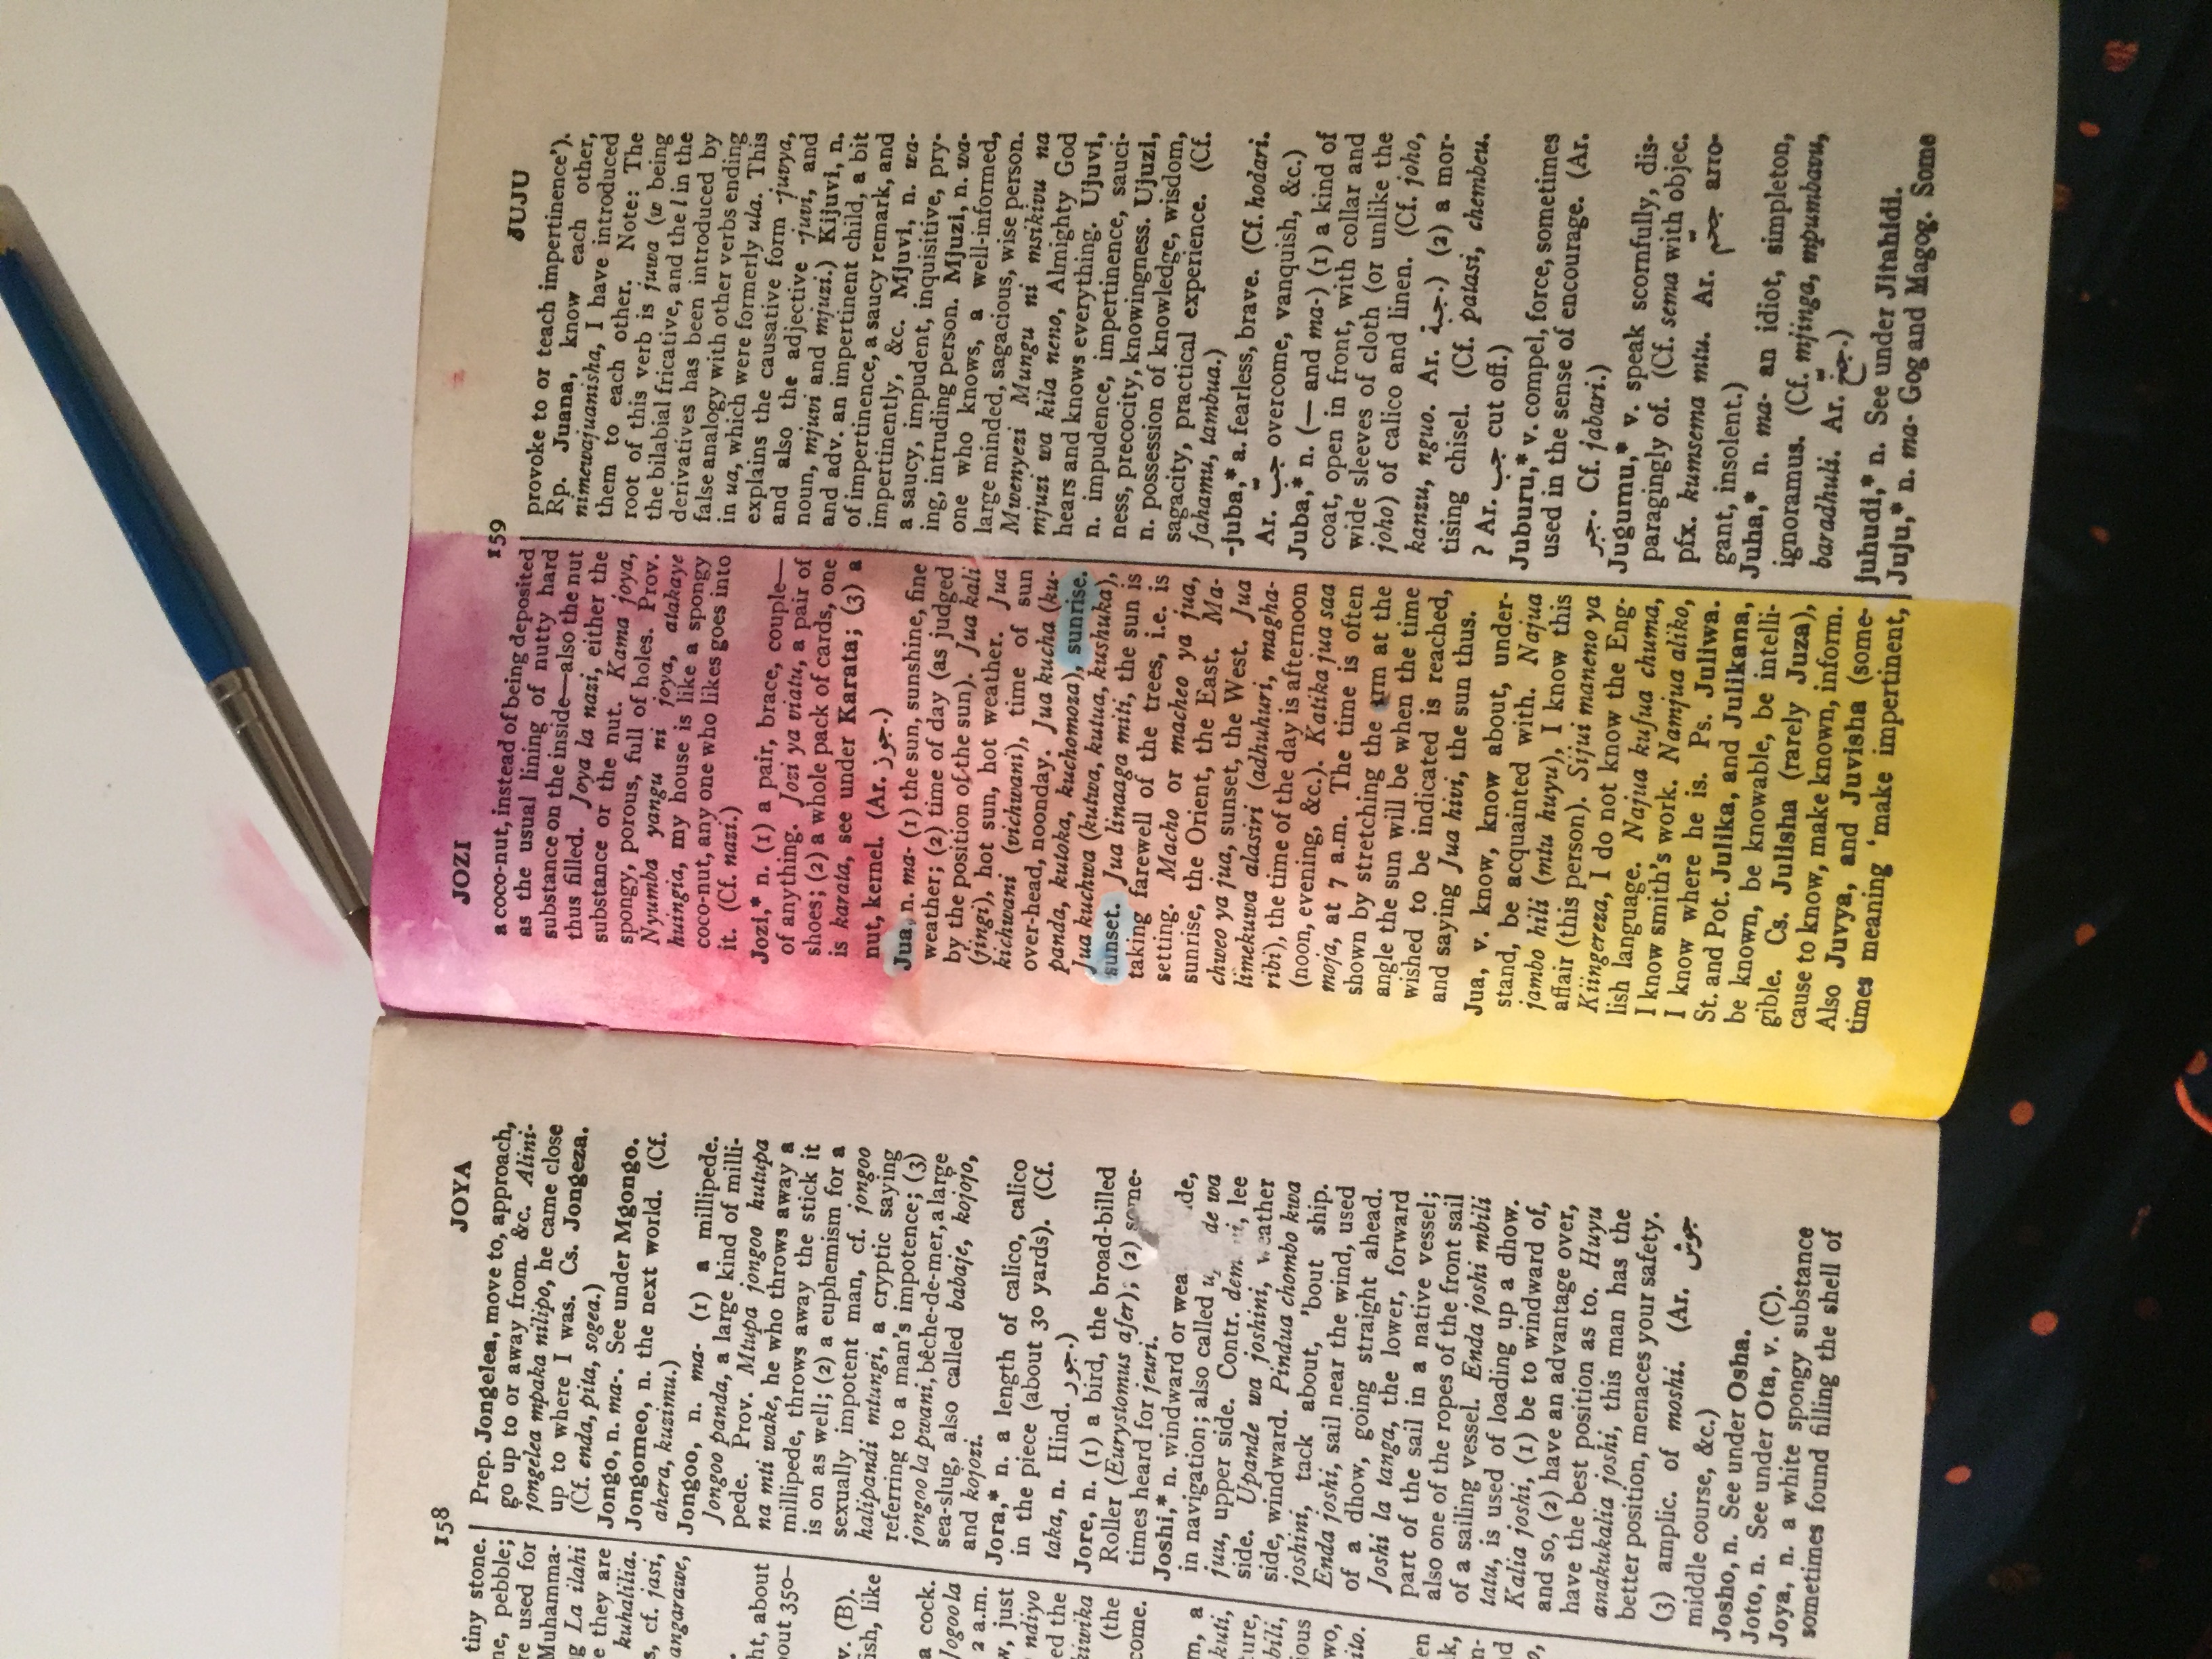 158
JOYA
tiny stone.
ne, pebble;
re used for
Muhamma-
g La ilahi
e they are
kuhalilia.
s, cf. jasi,
angarawe,
ht, about
out 350–
v. (B).
ish, like
a cock.
Jogoo la
2 a.m.
w, just
ndiyo
ed the
kiwika
(the
come.
m, a
kuti,
ture,
bili,
ious
wo,
ito.
en
k,
n-
d
o,
Prep. Jongelea, move to, approach,
go up to or away from. &c. Alini-
jongelea mpaka nilipo, he came close
up to where I was. Cs. Jongeza.
(Cf. enda, pita, sogea.)
Jongo, n. ma-. See under Mgongo.
Jongomeo, n. the next world. (Cf.
ahera, kuzimu.)
Jongoo, n. ma- (1) a millipede.
Jongoo panda, a large kind of milli-
pede. Prov. Mtupa jongoo hutupa
na mti wake, he who throws away a
millipede, throws away the stick it
is on as well; (2) a euphemism for a
sexually impotent man, cf. jongoo
halipandi mtungi, a cryptic saying
referring to a man's impotence; (3)
jongoo la pwani, bêche-de-mer, a large
sea-slug, also called babaje, kojojo,
and kojozi.
Jora,* n. a length of calico, calico
in the piece (about 30 yards). (Cf.
taka, n. Hind. جور.)
Jore, n. (1) a bird, the broad-billed
Roller (Eurystomus afer); (2) some-
times heard for jeuri.
Joshi,* n. windward or wea de,
in navigation; also called u de wa
juu, upper side. Contr. dem ni, lee
side. Upande wa joshini, weather
side, windward. Pindua chombo kwa
joshini, tack about, 'bout ship.
Enda joshi, sail near the wind, used
of a dhow, going straight ahead.
Joshi la tanga, the lower, forward
part of the sail in a native vessel;
also one of the ropes of the front sail
of a sailing vessel. Enda joshi mbili
tatu, is used of loading up a dhow.
Kalia joshi, (1) be to windward of,
and so, (2) have an advantage over,
have the best position as to. Huyu
anakukalia joshi, this man has the
better position, menaces your safety.
(3) amplic. of moshi. (Ar. جوش
middle course, &c.)
Josho, n. See under Osha.
Joto, n. See under Ota, v. (C).
Joya, n. a white spongy substance
sometimes found filling the shell of
JOZI
159
JUJU
a coco-nut, instead of being deposited
as the usual lining of nutty hard
substance on the inside—also the nut
thus filled. Joya la nazi, either the
substance or the nut. Kama joya,
spongy, porous, full of holes. Prov.
Nyumba yangu ni joya, atakaye
huingia, my house is like a spongy
coco-nut, any one who likes goes into
it. (Cf. nazi.)
Jozi,* n. (1) a pair, brace, couple—
of anything. Jozi ya viatu, a pair of
shoes; (2) a whole pack of cards, one
is karata, see under Karata; (3) a
nut, kernel. (Ar. جوز.)
Jua, n. ma- (1) the sun, sunshine, fine
weather; (2) time of day (as judged
by the position of the sun). Jua kali
(jingi), hot sun, hot weather. Jua
kichwani (vichwani), time of sun
over-head, noonday. Jua kucha (ku-
panda, kutoka, kuchomoza), sunrise.
Jua kuchwa (kutwa, kutua, kushuka),
sunset. Jua linaaga miti, the sun is
taking farewell of the trees, i.e. is
setting. Macho or macheo ya jua,
sunrise, the Orient, the East. Ma-
chweo ya jua, sunset, the West. Jua
limekuwa alasiri (adhuhuri, magha-
ribi), the time of the day is afternoon
(noon, evening, &c.). Katika jua saa
moja, at 7 a.m. The time is often
shown by stretching the arm at the
angle the sun will be when the time
wished to be indicated is reached,
and saying Jua hivi, the sun thus.
Jua, v. know, know about, under-
stand, be acquainted with. Najua
jambo hili (mtu huyu), I know this
affair (this person). Sijui maneno ya
Kiingereza, I do not know the Eng-
lish language. Najua kufua chuma,
I know smith's work. Namjua aliko,
I know where he is. Ps. Juliwa.
St. and Pot. Julika, and Julikana,
be known, be knowable, be intelli-
gible. Cs. Julisha (rarely Juza),
cause to know, make known, inform.
Also Juvya, and Juvisha (some-
times meaning 'make impertinent,
provoke to or teach impertinence').
Rp. Juana, know each other,
nimewajuanisha, I have introduced
them to each other. Note: The
root of this verb is juwa (w being
the bilabial fricative, and the l in the
derivatives has been introduced by
false analogy with other verbs ending
in ua, which were formerly ula. This
explains the causative form -juvya,
and also the adjective -juvi, and
noun, mjuvi and mjuzi.) Kijuvi, n.
and adv. an impertinent child, a bit
of impertinence, a saucy remark, and
impertinently, &c. Mjuvi, n. wa-
a saucy, impudent, inquisitive, pry-
ing, intruding person. Mjuzi, n. wa-
one who knows, a well-informed,
large minded, sagacious, wise person.
Mwenyezi Mungu ni msikivu na
mjuzi wa kila neno, Almighty God
hears and knows everything. Ujuvi,
n. impudence, impertinence, sauci-
ness, precocity, knowingness. Ujuzi,
n. possession of knowledge, wisdom,
sagacity, practical experience. (Cf.
fahamu, tambua.)
-juba,* a. fearless, brave. (Cf. hodari.
Ar. جبّ overcome, vanquish, &c.)
Juba,* n. (— and ma-) (1) a kind of
coat, open in front, with collar and
wide sleeves of cloth (or unlike the
joho) of calico and linen. (Cf. joho,
kanzu, nguo. Ar. جبة.) (2) a mor-
tising chisel. (Cf. patasi, chembeu.
? Ar. جب cut off.)
Juburu,* v. compel, force, sometimes
used in the sense of encourage. (Ar.
جبر. Cf. jabari.)
Jugumu,* v. speak scornfully, dis-
paragingly of. (Cf. sema with objec.
pfx. kumsema mtu. Ar. arro-
gant, insolent.)
Juha,* n. ma- an idiot, simpleton,
ignoramus. (Cf. mjinga, mpumbavu,
baradhuli. Ar.
Juhudi,* n. See under Jitahidi.
Juju,* n. ma- Gog and Magog. Some